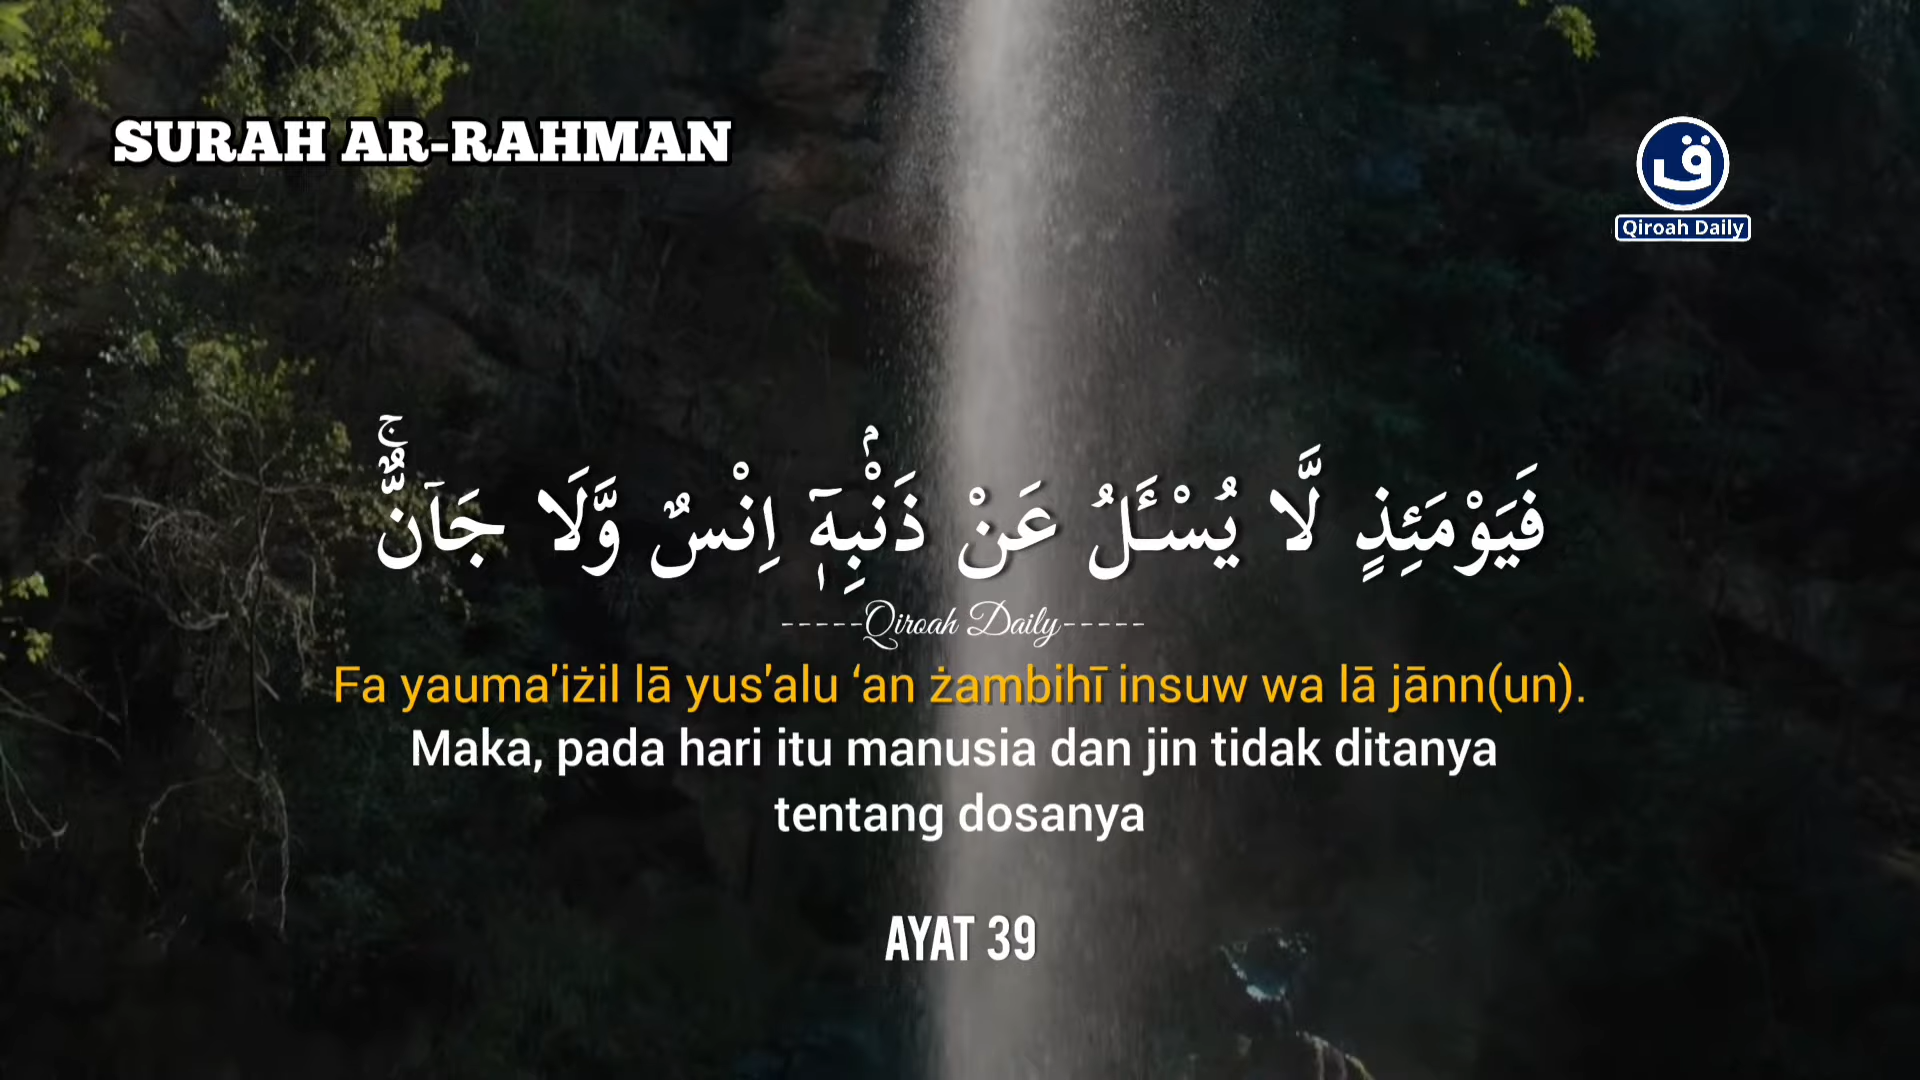 SURAH AR-RAHMAN
ق
Qiroah Daily
فَيَوْمَئِذٍ لَّا يُسْـَٔلُ عَنْ ذَنْۢبِهٖٓ اِنْسٌ وَّلَا جَاۤنٌّۚ
-----Qiroah Daily-----
Fa yauma'iżil lā yus'alu ‘an żambihī insuw wa lā jānn(un).
Maka, pada hari itu manusia dan jin tidak ditanya
tentang dosanya
AYAT 39